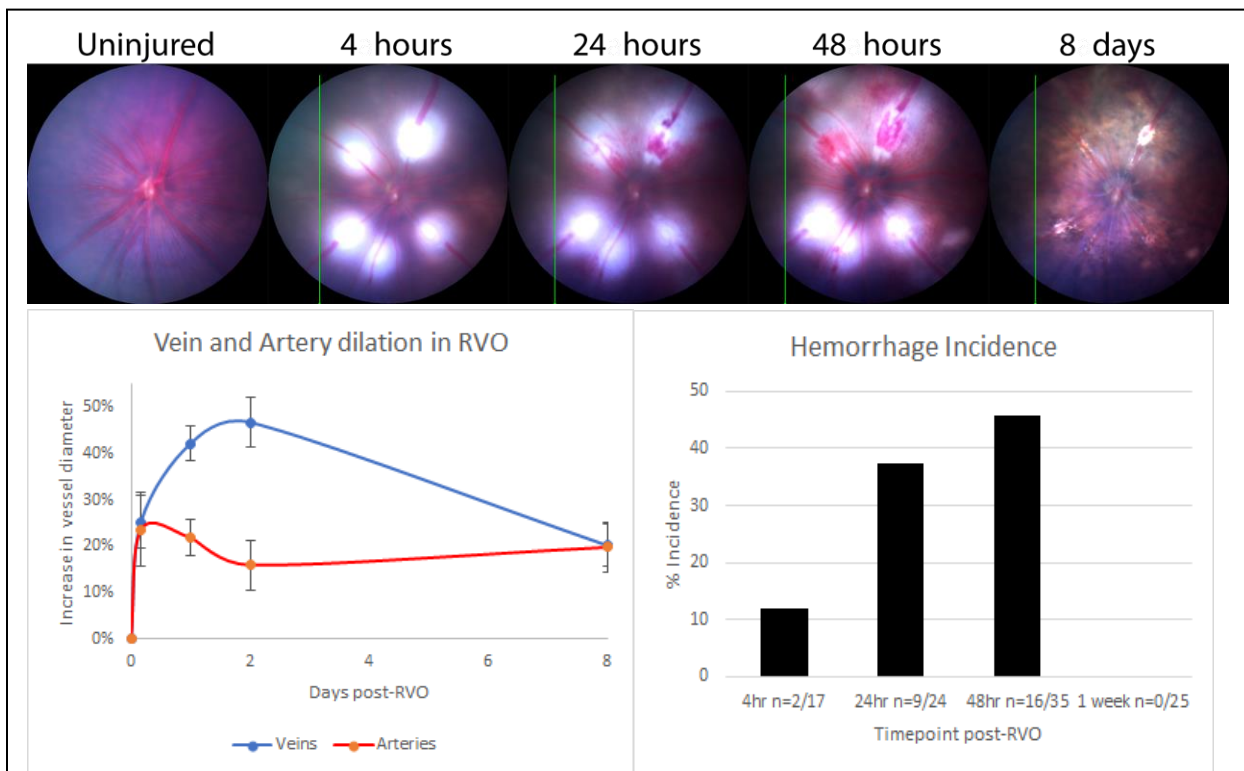 Uninjured 4 hours 24 hours 48 hours 8 days
Vein and Artery dilation in RVO
Increase in vessel diameter
50%
40%
30%
20%
10%
0%
0 2 4 6 8
Days post-RVO
Veins Arteries
Hemorrhage Incidence
% Incidence
50
40
30
20
10
0
4hr n=2/17 24hr n=9/24 48hr n=16/35 1 week n=0/25
Timepoint post-RVO